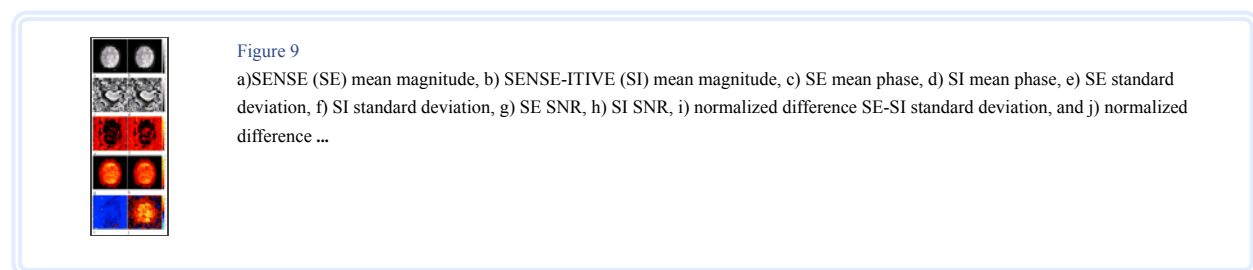 Figure 9
a)SENSE (SE) mean magnitude, b) SENSE-ITIVE (SI) mean magnitude, c) SE mean phase, d) SI mean phase, e) SE standard
deviation, f) SI standard deviation, g) SE SNR, h) SI SNR, i) normalized difference SE-SI standard deviation, and j) normalized
difference ...